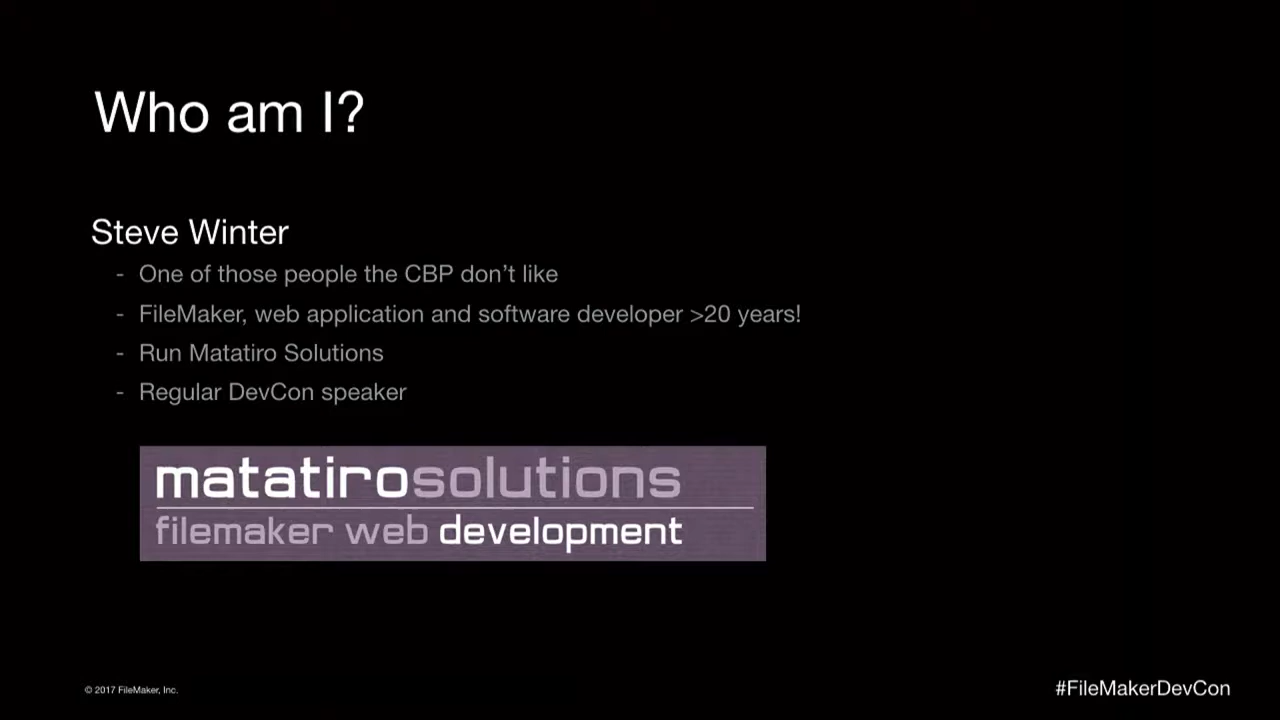 Who am I?
Steve Winter
- One of those people the CBP don't like
- FileMaker, web application and software developer >20 years!
- Run Matatiro Solutions
- Regular DevCon speaker
matatirosolutions
filemaker web development
© 2017 FileMaker, Inc.
#FileMakerDevCon